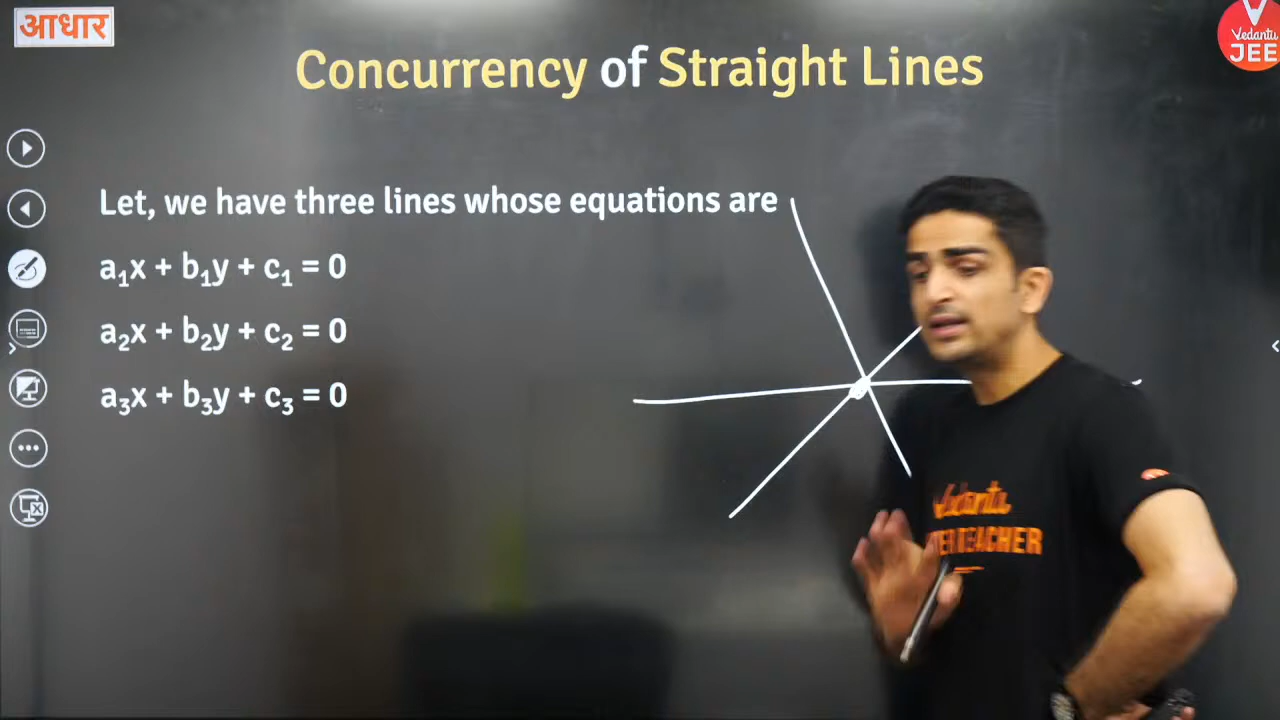 आधार
Vedantu
JEE
Concurrency of Straight Lines
Let, we have three lines whose equations are
a₁x + b₁y + c₁ = 0
a₂x + b₂y + c₂ = 0
a₃x + b₃y + c₃ = 0
Vedantu